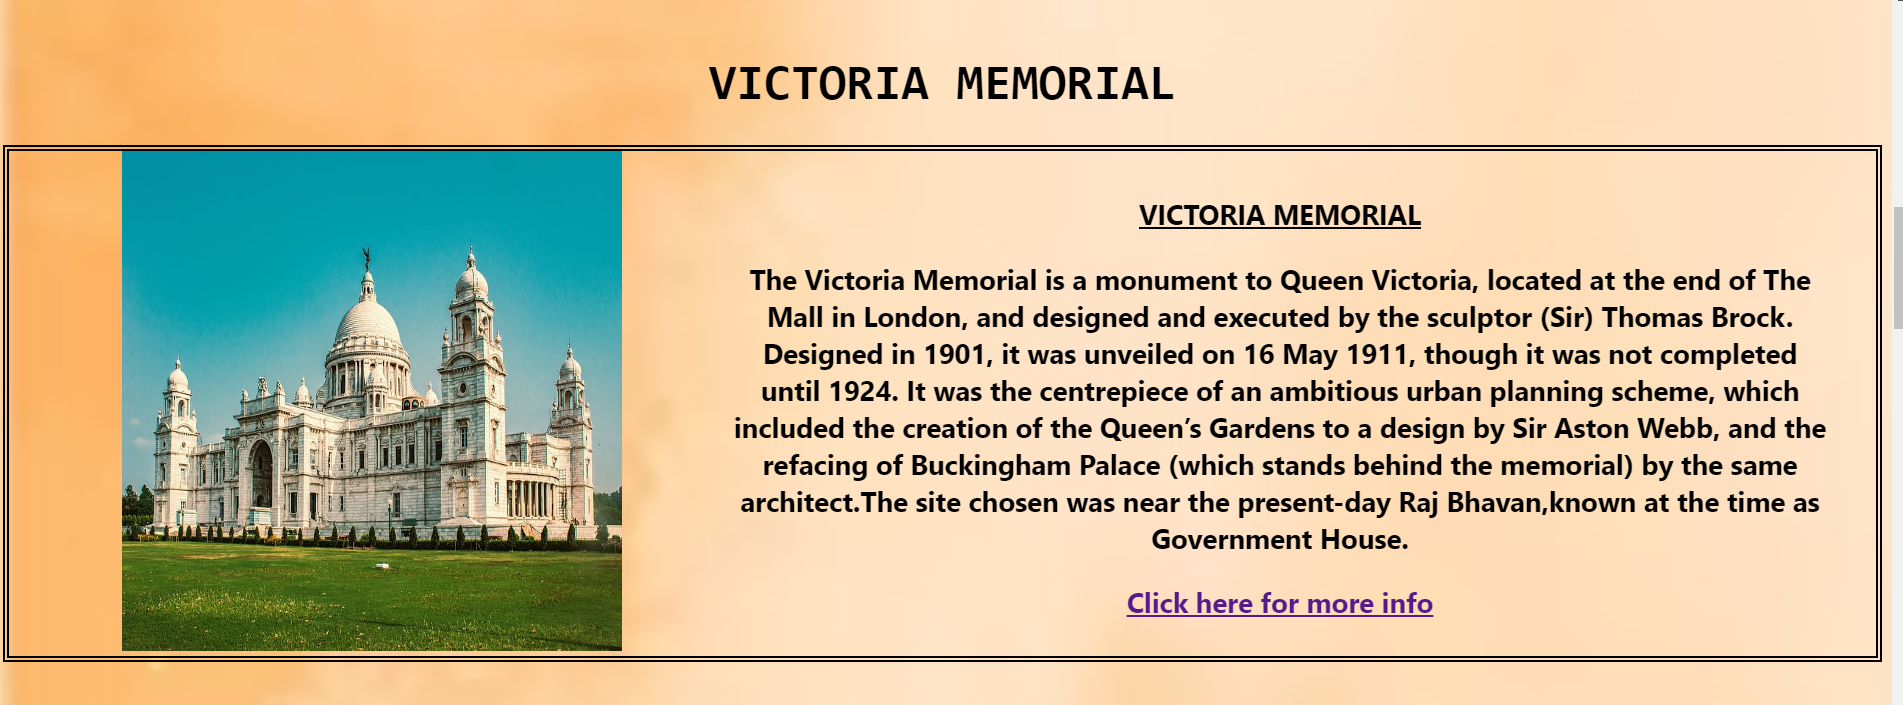 VICTORIA MEMORIAL
VICTORIA MEMORIAL
The Victoria Memorial is a monument to Queen Victoria, located at the end of The
Mall in London, and designed and executed by the sculptor (Sir) Thomas Brock.
Designed in 1901, it was unveiled on 16 May 1911, though it was not completed
until 1924. It was the centrepiece of an ambitious urban planning scheme, which
included the creation of the Queen’s Gardens to a design by Sir Aston Webb, and the
refacing of Buckingham Palace (which stands behind the memorial) by the same
architect.The site chosen was near the present-day Raj Bhavan,known at the time as
Government House.
Click here for more info